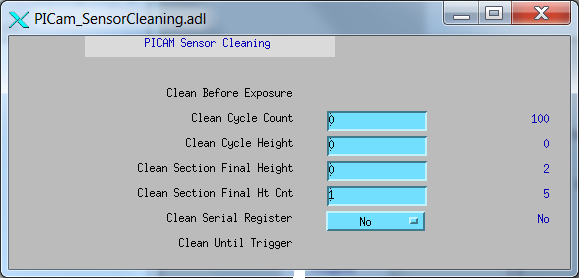 PICam_SensorCleaning.adl
PICAM Sensor Cleaning
Clean Before Exposure
Clean Cycle Count 0 100
Clean Cycle Height 0 0
Clean Section Final Height 0 2
Clean Section Final Ht Cnt 1 5
Clean Serial Register No No
Clean Until Trigger